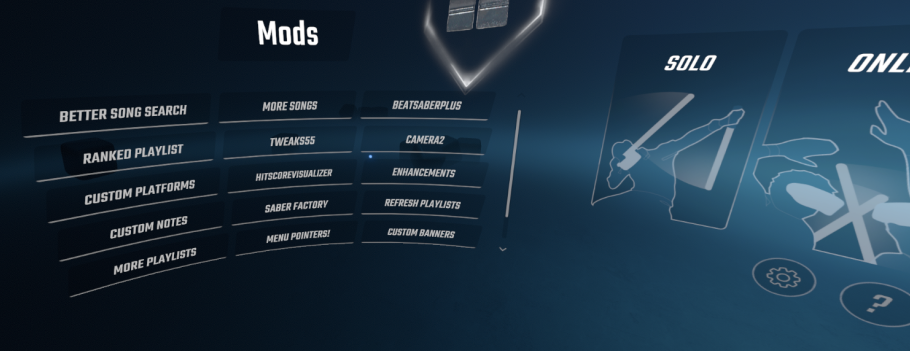 Mods
BETTER SONG SEARCH
MORE SONGS
BEATSABERPLUS
RANKED PLAYLIST
TWEAKS55
CAMERA2
CUSTOM PLATFORMS
HITSCOREVISUALIZER
ENHANCEMENTS
CUSTOM NOTES
SABER FACTORY
REFRESH PLAYLISTS
MORE PLAYLISTS
MENU POINTERS!
CUSTOM BANNERS
SOLO
ONLI
?